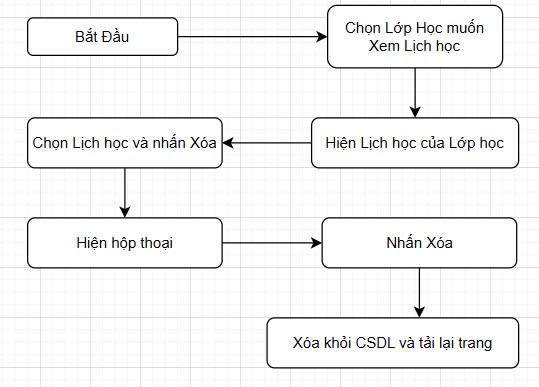 Bắt Đầu
Chọn Lớp Học muốn
Xem Lịch học
Hiện Lịch học của Lớp học
Chọn Lịch học và nhấn Xóa
Hiện hộp thoại
Nhấn Xóa
Xóa khỏi CSDL và tải lại trang